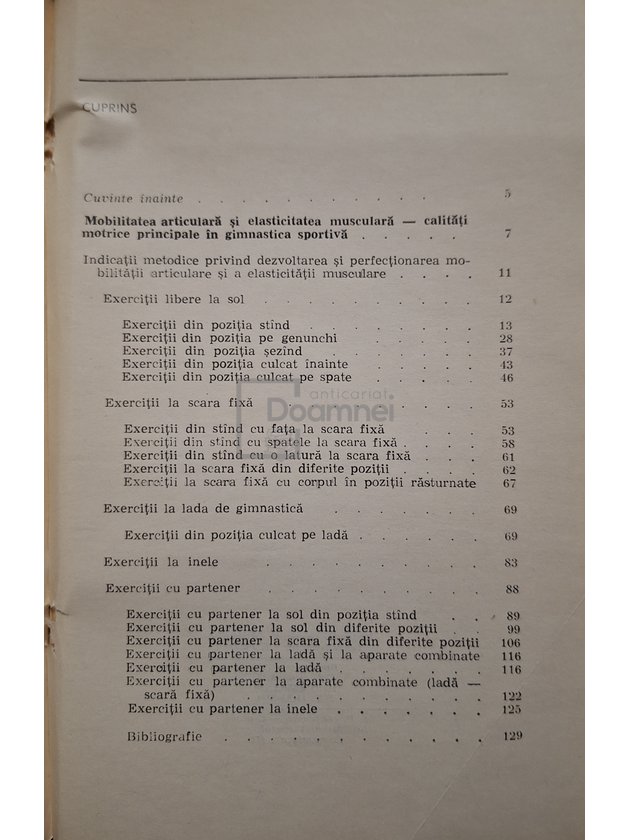 CUPRINS
Cuvinte înainte . . . . . . . . . . . 5
Mobilitatea articulară și elasticitatea musculară — calități
motrice principale în gimnastica sportivă . . . . . 7
Indicații metodice privind dezvoltarea și perfecționarea mo-
bilității articulare și a elasticității musculare . . . . 11
Exerciții libere la sol . . . . . . . . . 12
Exerciții din poziția stînd . . . . . . . 13
Exerciții din poziția pe genunchi . . . . . 28
Exerciții din poziția șezînd . . . . . . 37
Exerciții din poziția culcat înainte . . . . . 43
Exerciții din poziția culcat pe spate . . . . . 46
anticariat
Doamnei
Exerciții la scara fixă . . . . . . . . . 53
Exerciții din stînd cu fața la scara fixă . . . . 53
Exerciții din stînd cu spatele la scara fixă . . . . 58
Exerciții din stînd cu o latură la scara fixă . . . 61
Exerciții la scara fixă din diferite poziții . . . . 62
Exerciții la scara fixă cu corpul în poziții răsturnate 67
Exerciții la lada de gimnastică . . . . . . 69
Exerciții din poziția culcat pe ladă . . . . . 69
Exerciții la inele . . . . . . . . . 83
Exerciții cu partener . . . . . . . . 88
Exerciții cu partener la sol din poziția stînd . . 89
Exerciții cu partener la sol din diferite poziții . . 99
Exerciții cu partener la scara fixă din diferite poziții 106
Exerciții cu partener la ladă și la aparate combinate 116
Exerciții cu partener la ladă . . . . . . 116
Exerciții cu partener la aparate combinate (ladă —
scară fixă) . . . . . . . . . . 122
Exerciții cu partener la inele . . . . . . 125
Bibliografie . . . . . . . . . . . 129